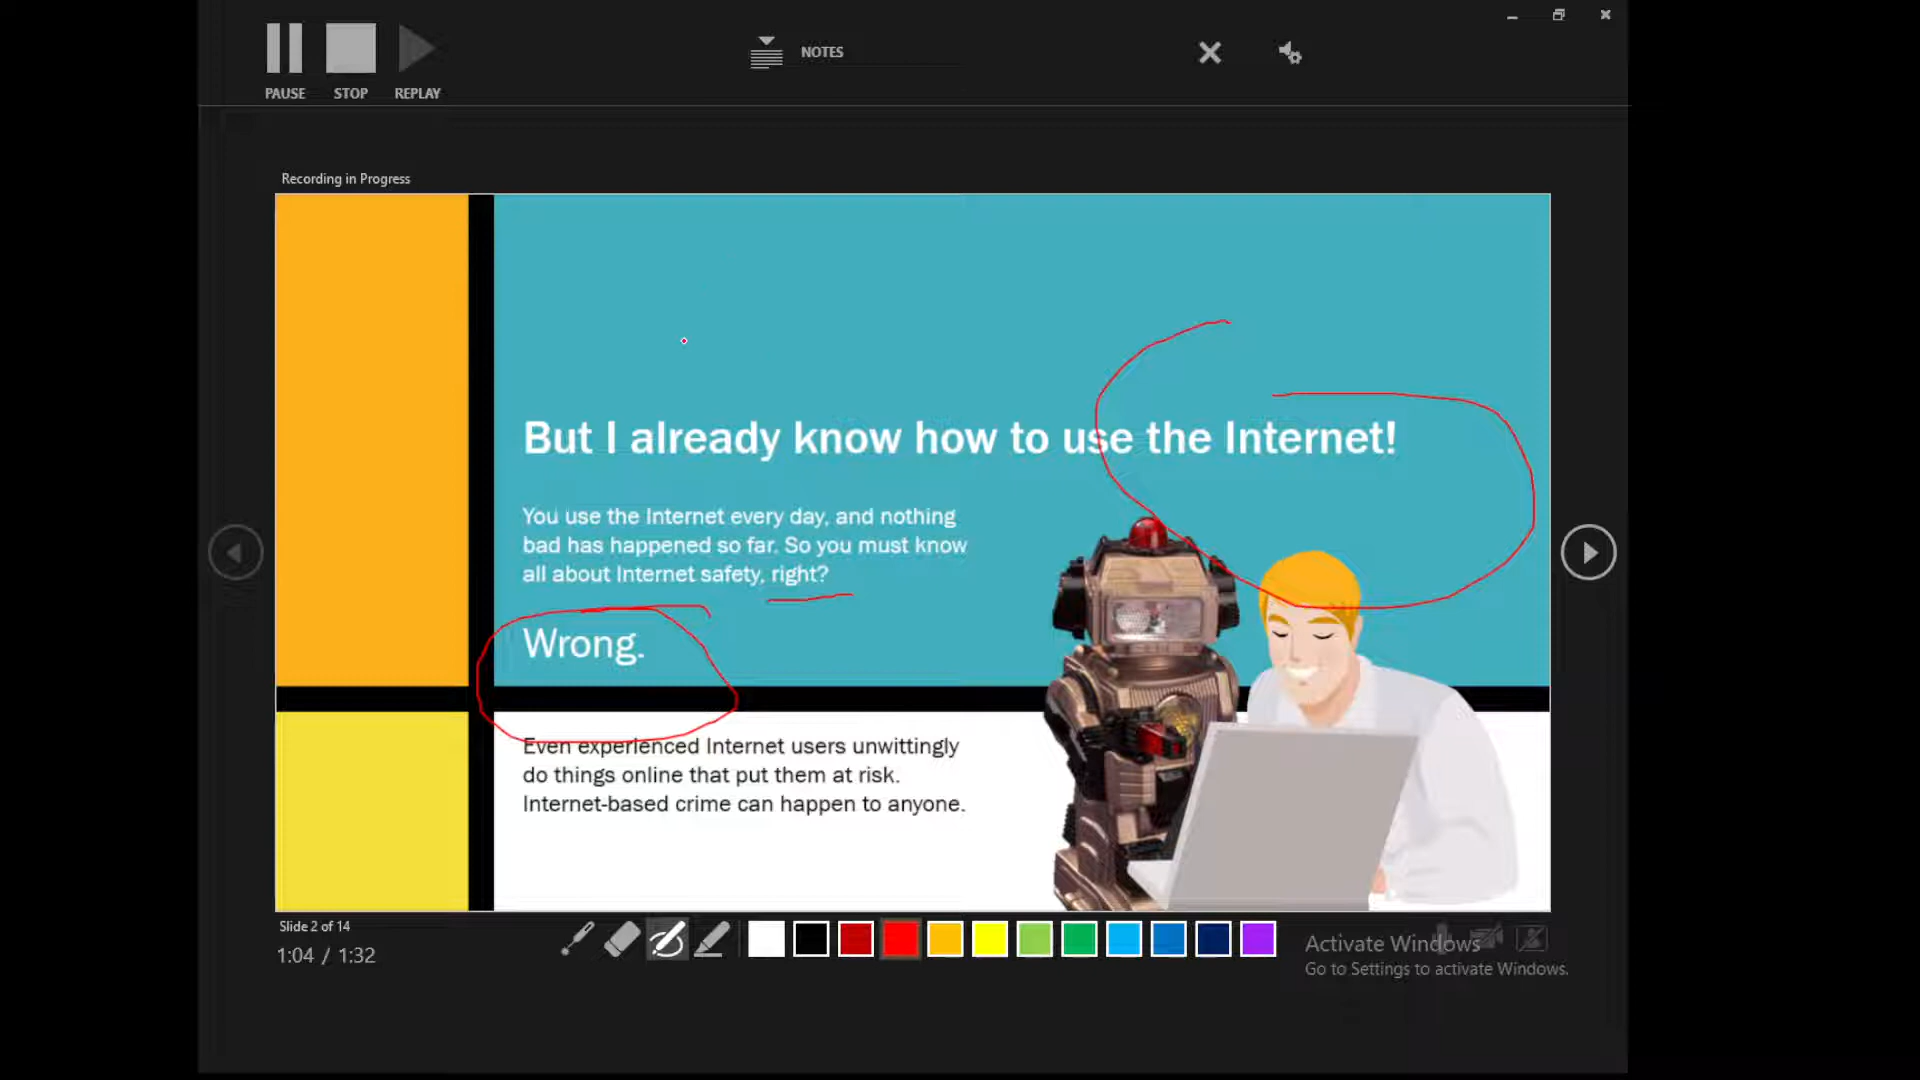 NOTES
PAUSE STOP REPLAY
Recording in Progress
But I already know how to use the Internet!
You use the Internet every day, and nothing
bad has happened so far. So you must know
all about Internet safety, right?
Wrong.
Even experienced Internet users unwittingly
do things online that put them at risk.
Internet-based crime can happen to anyone.
Slide 2 of 14
1:04 / 1:32
Activate Windows
Go to Settings to activate Windows.